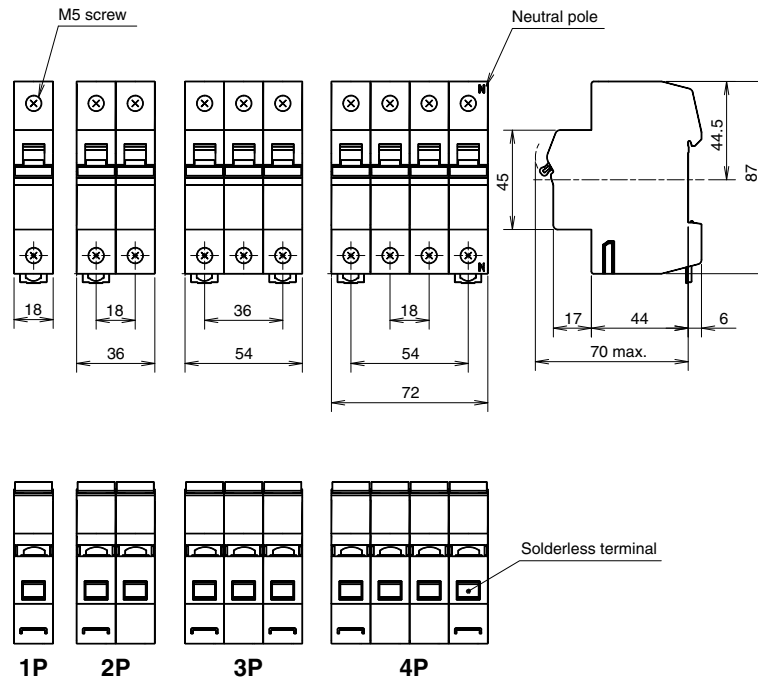 M5 screw
Neutral pole
N
N
45
44.5
87
18
18
36
18
17
44
6
36
54
54
70 max.
72
Solderless terminal
1P
2P
3P
4P